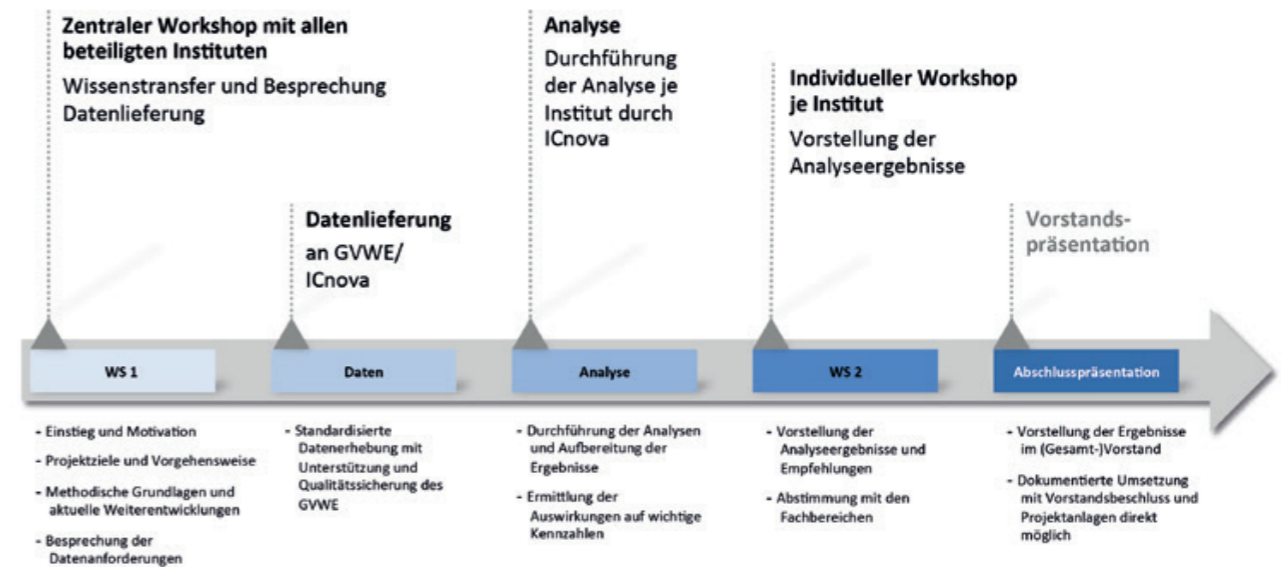 Zentraler Workshop mit allen
beteiligten Instituten
Wissenstransfer und Besprechung
Datenlieferung
Datenlieferung
an GVWE/
ICnova
Analyse
Durchführung
der Analyse je
Institut durch
ICnova
Individueller Workshop
je Institut
Vorstellung der
Analyseergebnisse
Vorstands-
präsentation
WS 1
Daten
Analyse
WS 2
Abschlusspräsentation
- Einstieg und Motivation
- Projektziele und Vorgehensweise
- Methodische Grundlagen und
aktuelle Weiterentwicklungen
- Besprechung der
Datenanforderungen
- Standardisierte
Datenerhebung mit
Unterstützung und
Qualitätssicherung des
GVWE
- Durchführung der Analysen
und Aufbereitung der
Ergebnisse
- Ermittlung der
Auswirkungen auf wichtige
Kennzahlen
- Vorstellung der
Analyseergebnisse und
Empfehlungen
- Abstimmung mit den
Fachbereichen
- Vorstellung der Ergebnisse
im (Gesamt-)Vorstand
- Dokumentierte Umsetzung
mit Vorstandsbeschluss und
Projektanlagen direkt
möglich